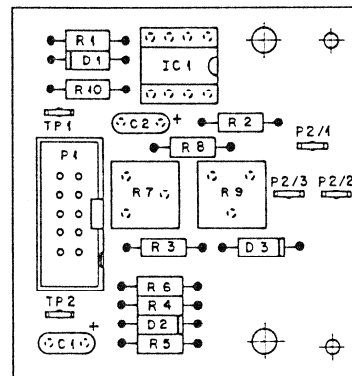 R1
D1
IC1
R10
TP1
C2 +
R2
P2/1
R8
P1
R7
R9
P2/3
P2/2
R3
D3
R6
TP2
R4
D2
+
C1
R5